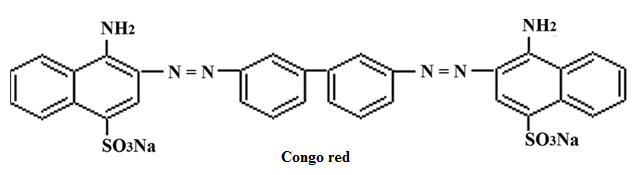 NH2 NH2
N = N N = N
SO3Na SO3Na
Congo red